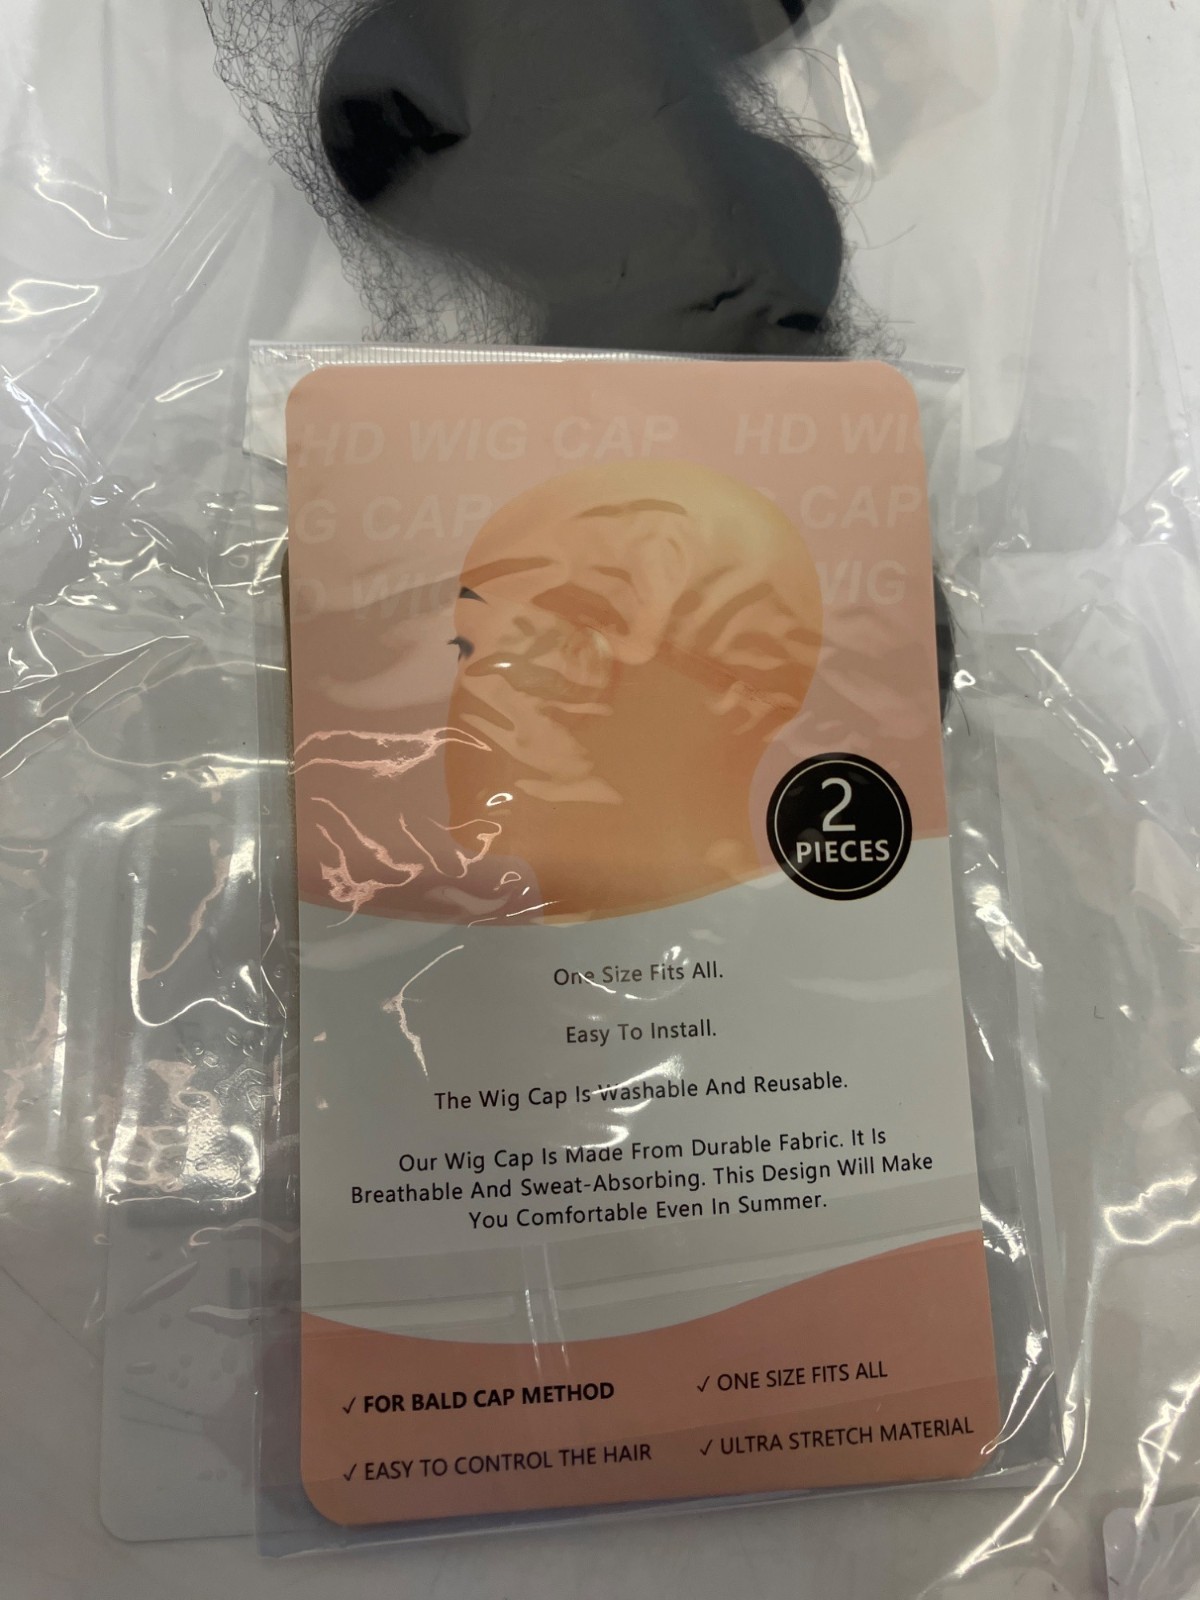 HD WIG CAP HD WIG
G CAP G CAP
D WIG WIG
2
PIECES
One Size Fits All.
Easy To Install.
The Wig Cap Is Washable And Reusable.
Our Wig Cap Is Made From Durable Fabric. It Is
Breathable And Sweat-Absorbing. This Design Will Make
You Comfortable Even In Summer.
✓ FOR BALD CAP METHOD
✓ ONE SIZE FITS ALL
✓ EASY TO CONTROL THE HAIR
✓ ULTRA STRETCH MATERIAL